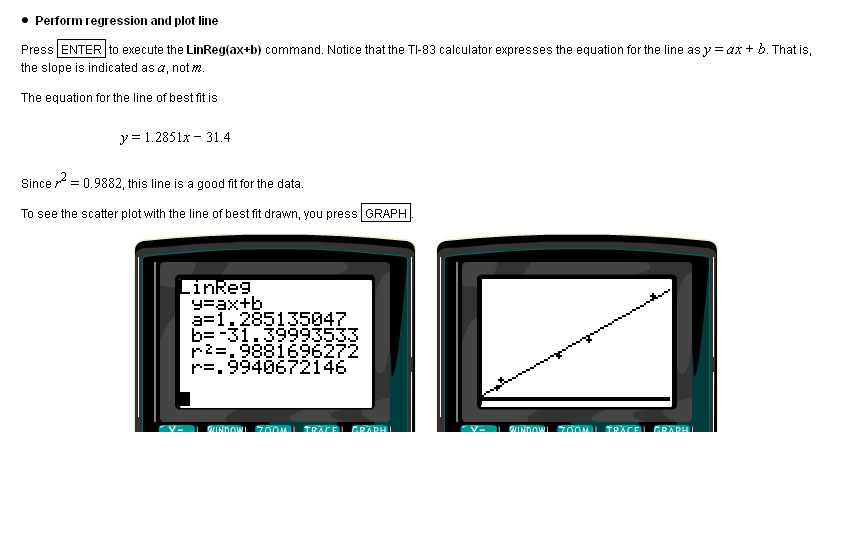 • Perform regression and plot line
Press ENTER to execute the LinReg(ax+b) command. Notice that the TI-83 calculator expresses the equation for the line as y = ax + b. That is,
the slope is indicated as a, not m.
The equation for the line of best fit is
y = 1.2851x − 31.4
Since r² = 0.9882, this line is a good fit for the data.
To see the scatter plot with the line of best fit drawn, you press GRAPH.
LinReg
y=ax+b
a=1.285135047
b=-31.39993533
r²=.9881696272
r=.9940672146
Y= WINDOW ZOOM TRACE GRAPH
Y= WINDOW ZOOM TRACE GRAPH